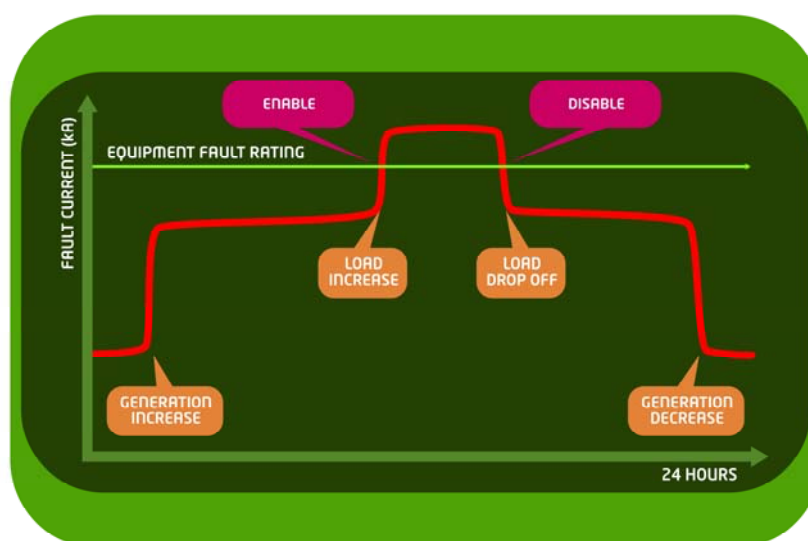 ENABLE
DISABLE
EQUIPMENT FAULT RATING
FAULT CURRENT (kA)
LOAD
INCREASE
LOAD
DROP OFF
GENERATION
INCREASE
GENERATION
DECREASE
24 HOURS